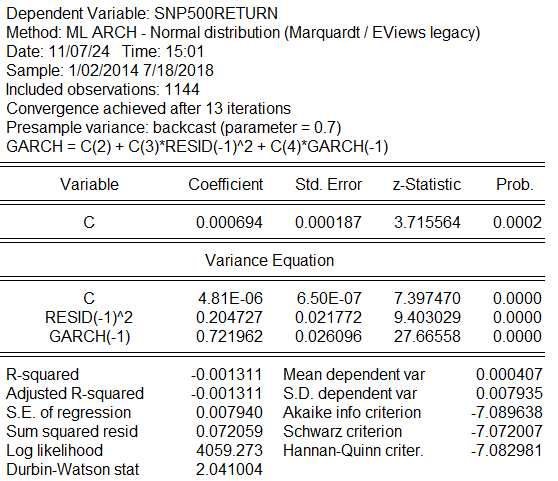 Dependent Variable: SNP500RETURN
Method: ML ARCH - Normal distribution (Marquardt / EViews legacy)
Date: 11/07/24 Time: 15:01
Sample: 1/02/2014 7/18/2018
Included observations: 1144
Convergence achieved after 13 iterations
Presample variance: backcast (parameter = 0.7)
GARCH = C(2) + C(3)*RESID(-1)^2 + C(4)*GARCH(-1)
Variable Coefficient Std. Error z-Statistic Prob.
C 0.000694 0.000187 3.715564 0.0002
Variance Equation
C 4.81E-06 6.50E-07 7.397470 0.0000
RESID(-1)^2 0.204727 0.021772 9.403029 0.0000
GARCH(-1) 0.721962 0.026096 27.66558 0.0000
R-squared -0.001311 Mean dependent var 0.000407
Adjusted R-squared -0.001311 S.D. dependent var 0.007935
S.E. of regression 0.007940 Akaike info criterion -7.089638
Sum squared resid 0.072059 Schwarz criterion -7.072007
Log likelihood 4059.273 Hannan-Quinn criter. -7.082981
Durbin-Watson stat 2.041004